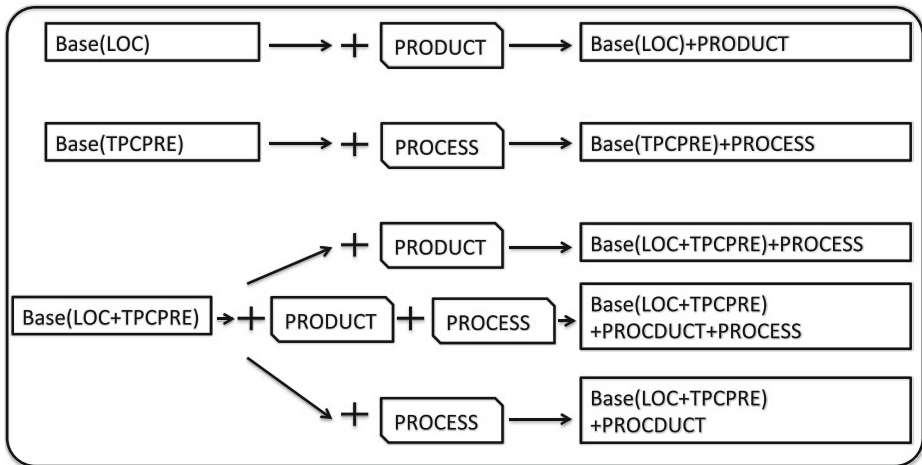 Base(LOC) + PRODUCT Base(LOC)+PRODUCT
Base(TPCPRE) + PROCESS Base(TPCPRE)+PROCESS
+ PRODUCT Base(LOC+TPCPRE)+PROCESS
Base(LOC+TPCPRE) + PRODUCT + PROCESS Base(LOC+TPCPRE)
+PROCDUCT+PROCESS
+ PROCESS Base(LOC+TPCPRE)
+PROCDUCT